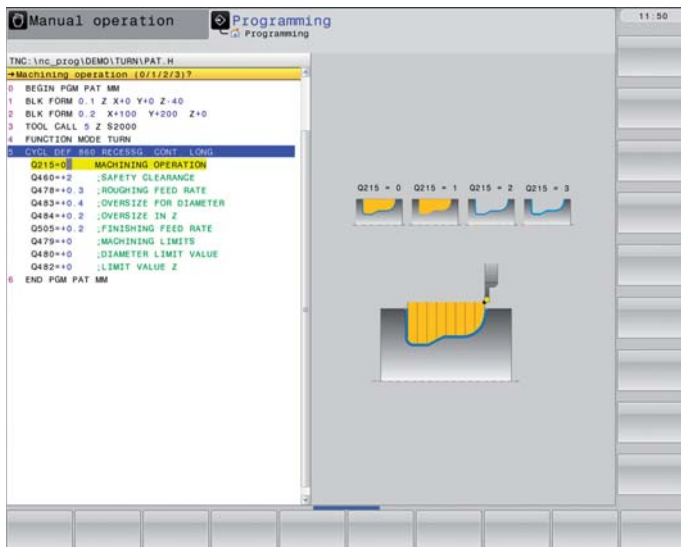 Manual operation
Programming
Programming
11:50
TNC:\nc_prog\DEMO\TURN\PAT.H
→Machining operation (0/1/2/3)?
0 BEGIN PGM PAT MM
1 BLK FORM 0.1 Z X+0 Y+0 Z-40
2 BLK FORM 0.2 X+100 Y+200 Z+0
3 TOOL CALL 5 Z S2000
4 FUNCTION MODE TURN
5 CYCL DEF 860 RECESSG. CONT. LONG
Q215=0 MACHINING OPERATION
Q460=+2 ;SAFETY CLEARANCE
Q478=+0.3 ;ROUGHING FEED RATE
Q483=+0.4 ;OVERSIZE FOR DIAMETER
Q484=+0.2 ;OVERSIZE IN Z
Q505=+0.2 ;FINISHING FEED RATE
Q479=+0 ;MACHINING LIMITS
Q480=+0 ;DIAMETER LIMIT VALUE
Q482=+0 ;LIMIT VALUE Z
6 END PGM PAT MM
Q215 = 0 Q215 = 1 Q215 = 2 Q215 = 3